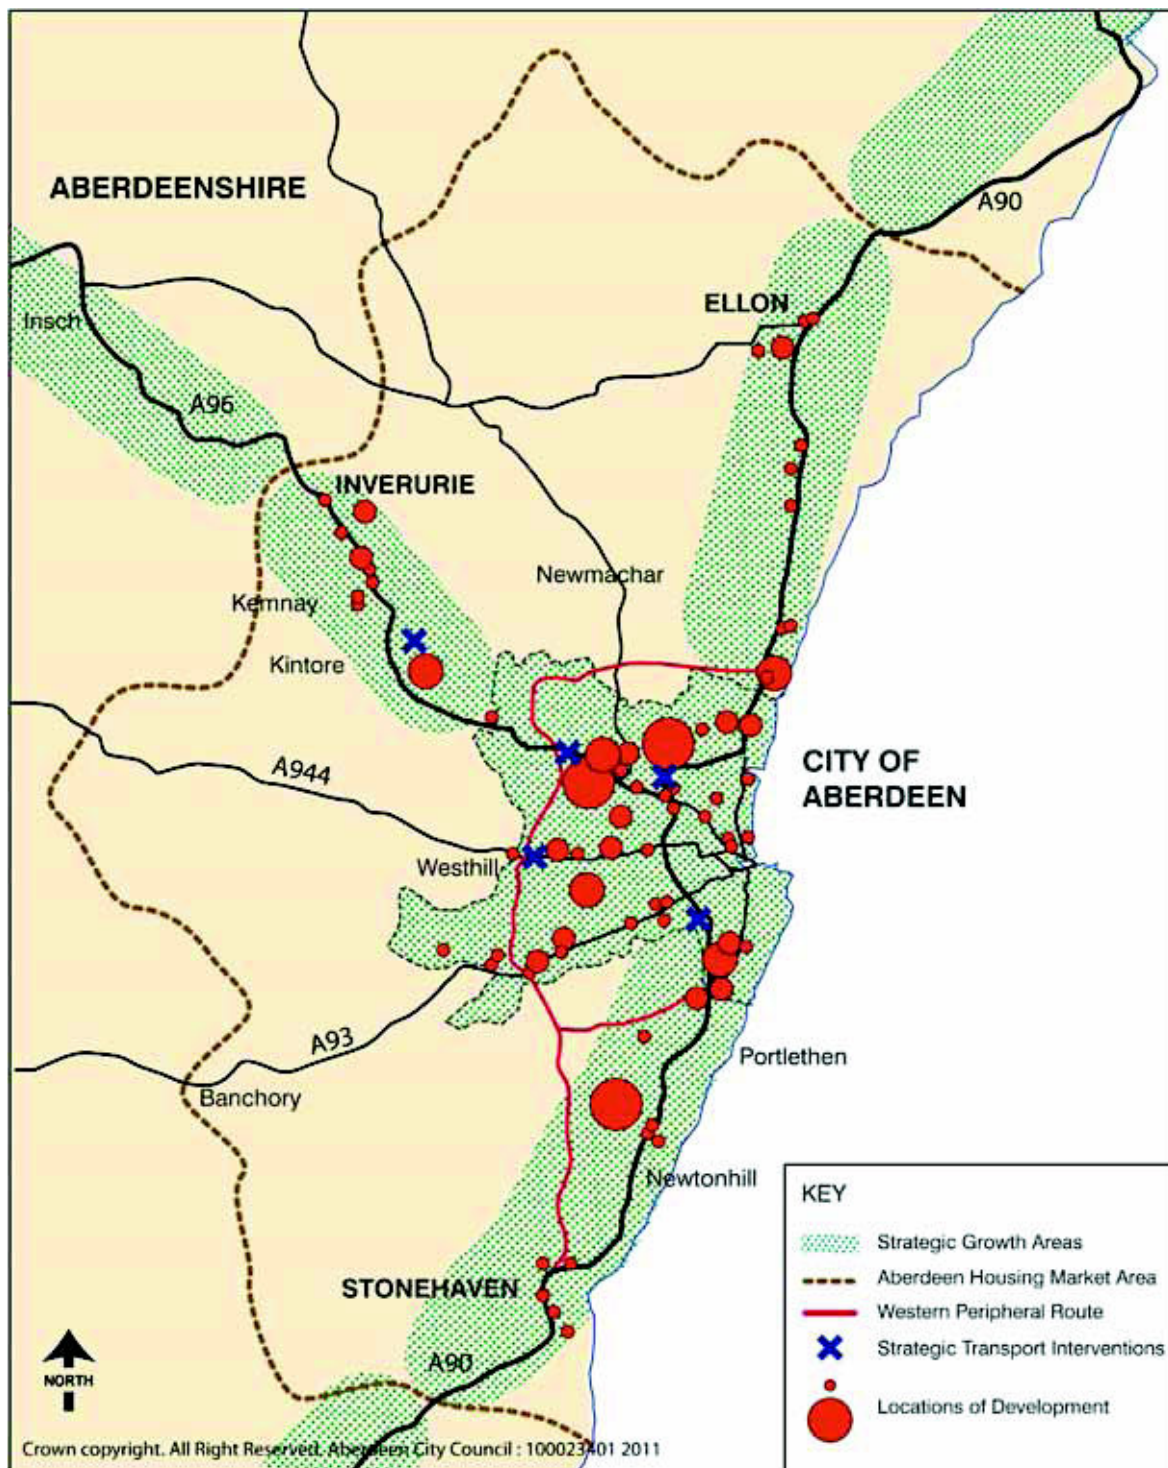 ABERDEENSHIRE
A90
ELLON
Insch
A96
INVERURIE
Newmachar
Kemnay
Kintore
CITY OF
ABERDEEN
A944
Westhill
A93
Portlethen
Banchory
Newtonhill
STONEHAVEN
A90
NORTH
KEY
Strategic Growth Areas
Aberdeen Housing Market Area
Western Peripheral Route
Strategic Transport Interventions
Locations of Development
Crown copyright. All Right Reserved. Aberdeen City Council : 100023401 2011